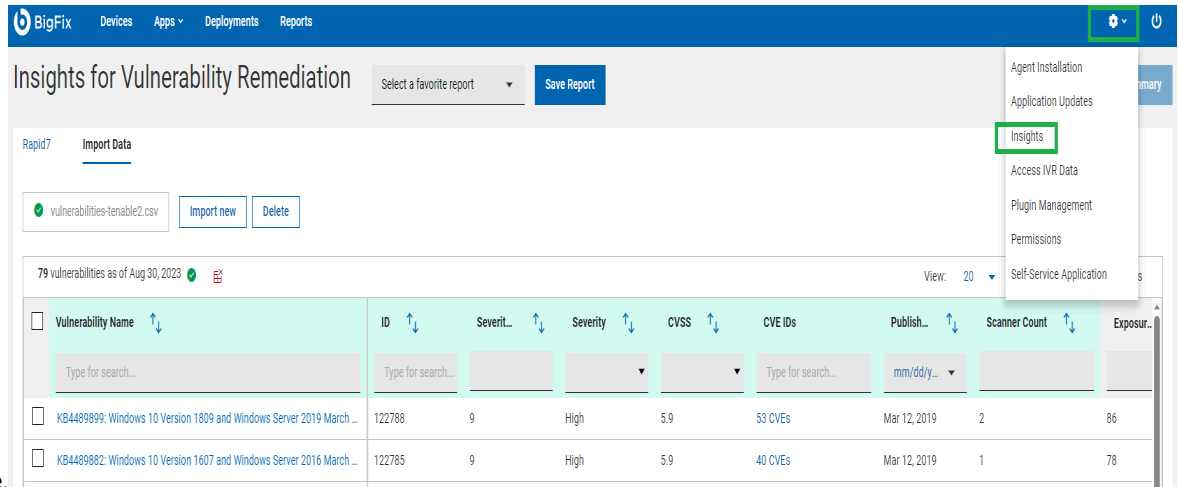 BigFix Devices Apps Deployments Reports
Insights for Vulnerability Remediation Select a favorite report Save Report
Agent Installation
Application Updates
Insights
Access IVR Data
Plugin Management
Permissions
Self-Service Application
Rapid7 Import Data
vulnerabilities-tenable2.csv Import new Delete
79 vulnerabilities as of Aug 30, 2023 View: 20
Vulnerability Name ID Severit... Severity CVSS CVE IDs Publish... Scanner Count Exposur..
Type for search... Type for search... Type for search... mm/dd/y...
KB4489899: Windows 10 Version 1809 and Windows Server 2019 March ... 122788 9 High 5.9 53 CVEs Mar 12, 2019 2 86
KB4489882: Windows 10 Version 1607 and Windows Server 2016 March ... 122785 9 High 5.9 40 CVEs Mar 12, 2019 1 78